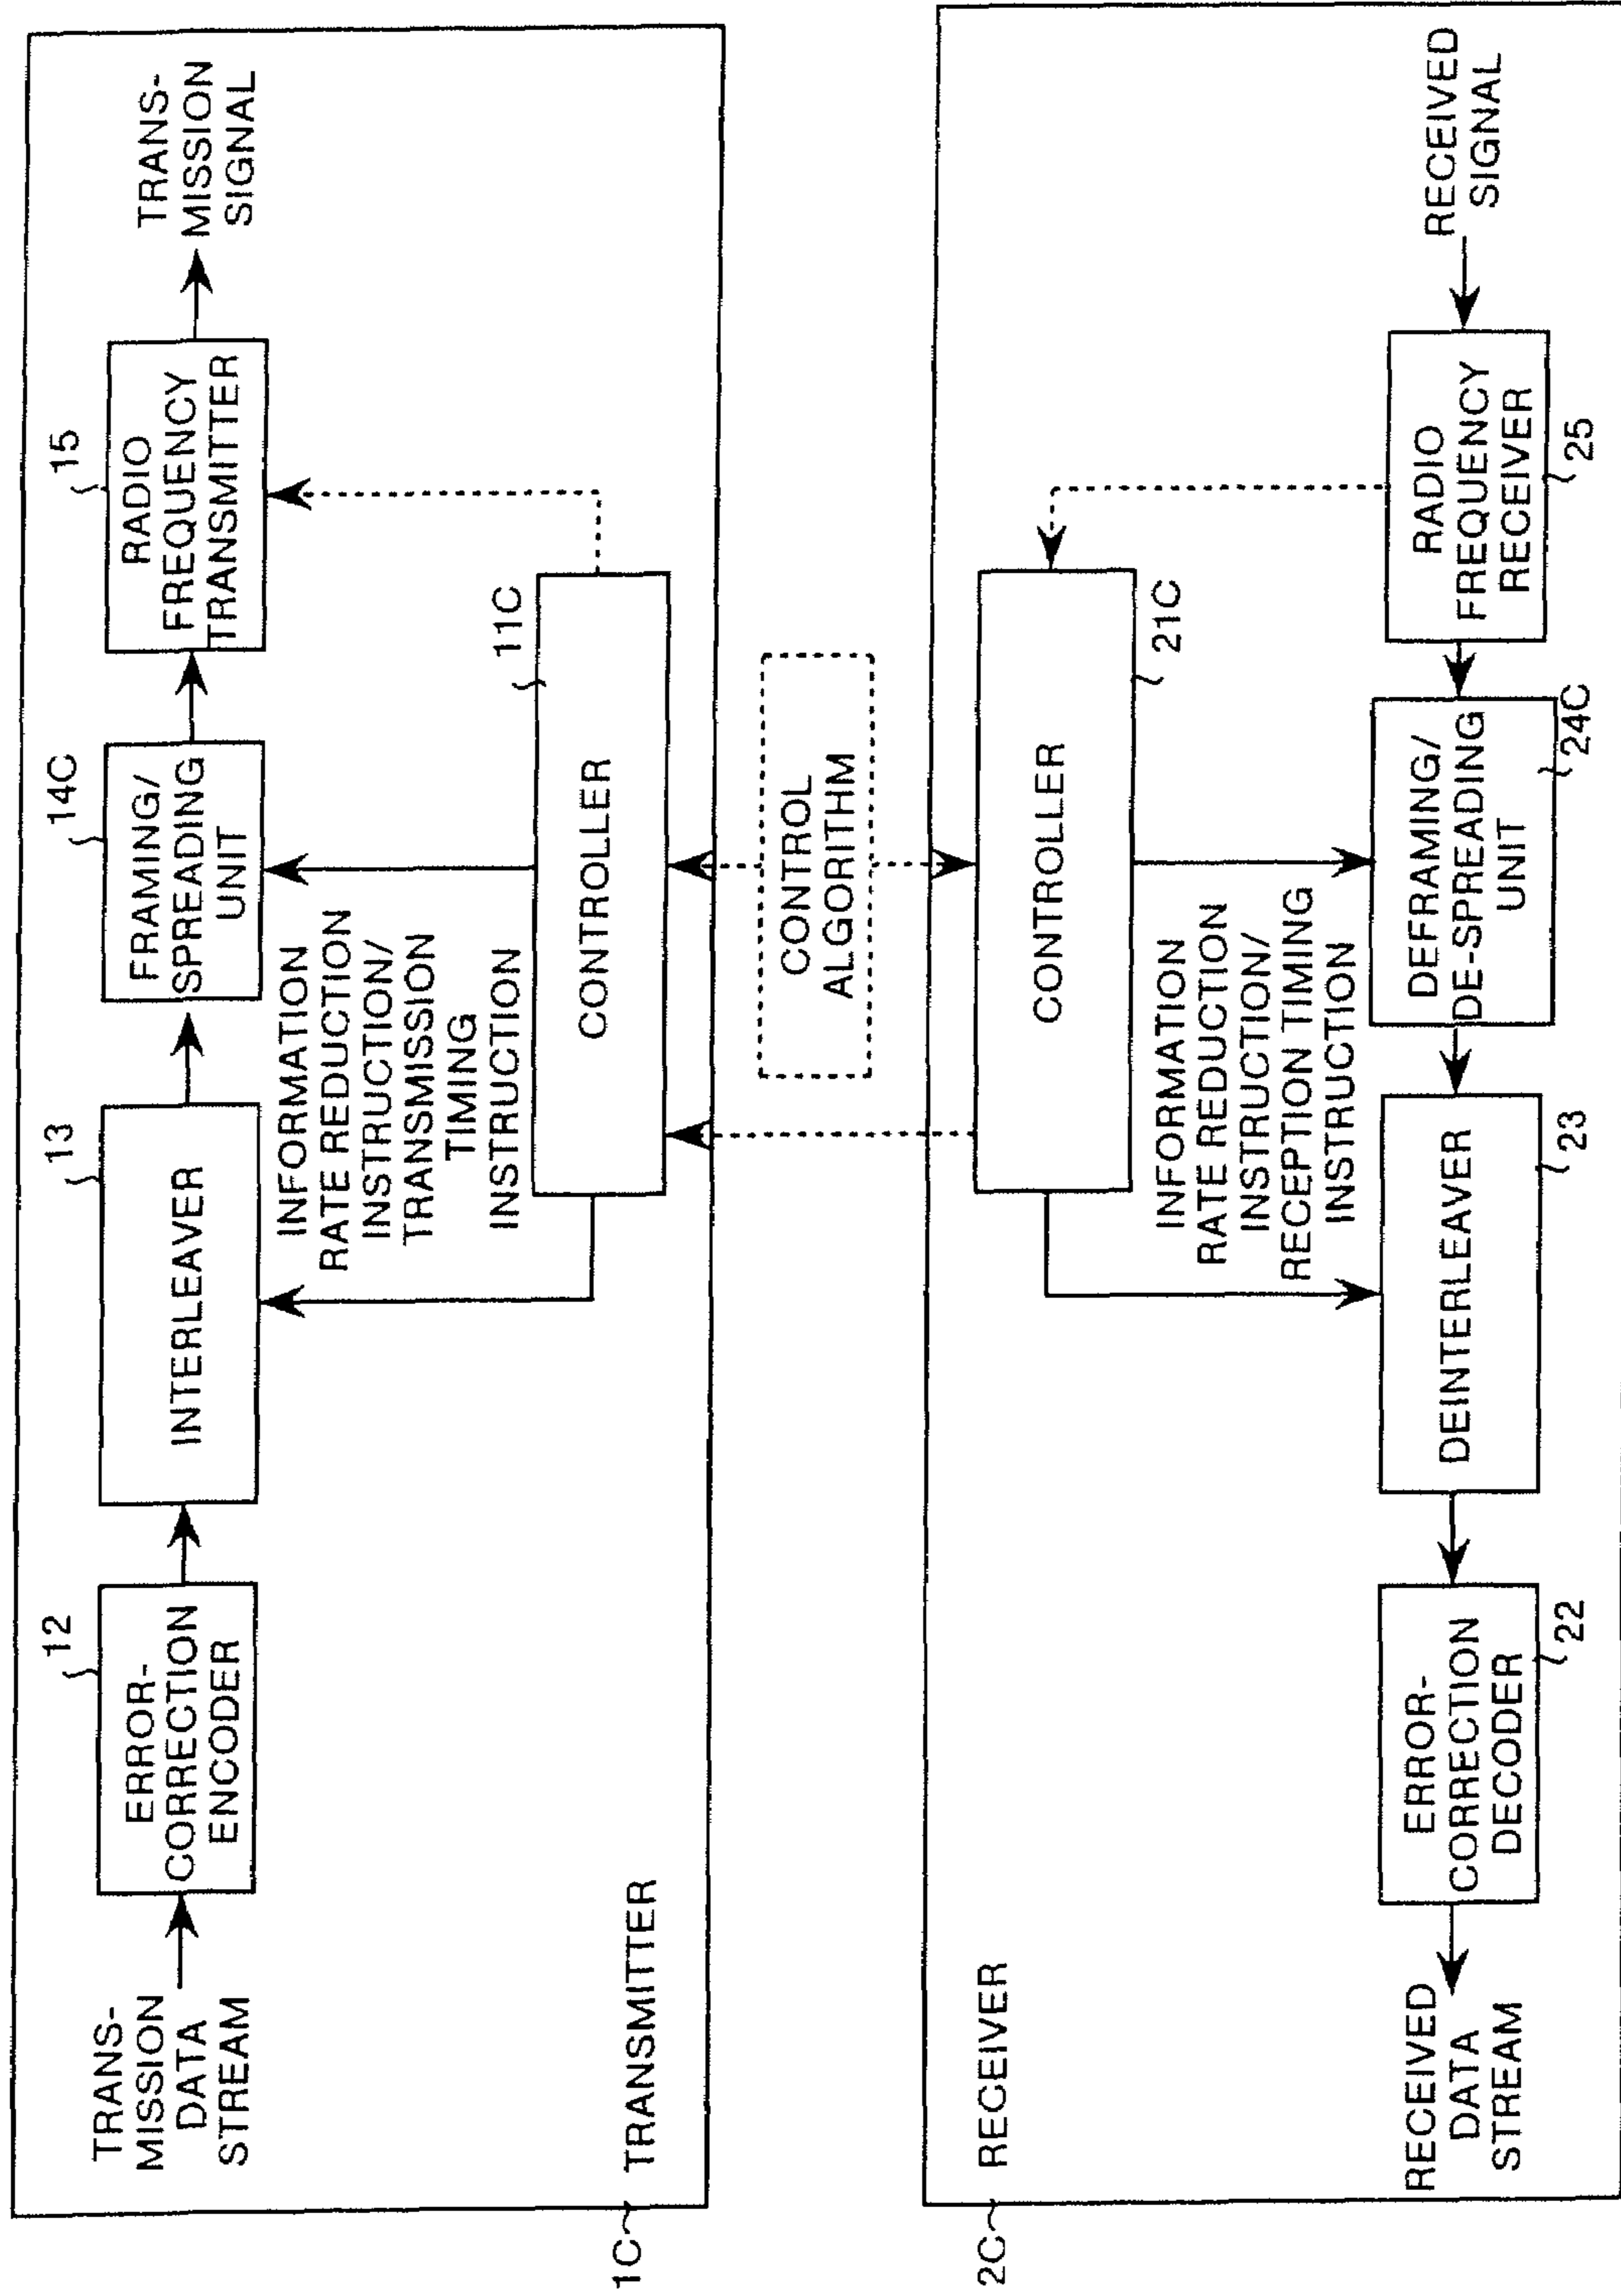 TRANS-
MISSION
DATA
STREAM
12
ERROR-
CORRECTION
ENCODER
13
INTERLEAVER
14C
FRAMING/
SPREADING
UNIT
15
RADIO
FREQUENCY
TRANSMITTER
TRANS-
MISSION
SIGNAL
INFORMATION
RATE REDUCTION
INSTRUCTION/
TRANSMISSION
TIMING
INSTRUCTION
11C
CONTROLLER
1C
TRANSMITTER
CONTROL
ALGORITHM
2C
RECEIVER
CONTROLLER
21C
INFORMATION
RATE REDUCTION
INSTRUCTION/
RECEPTION TIMING
INSTRUCTION
RECEIVED
DATA
STREAM
ERROR-
CORRECTION
DECODER
22
DEINTERLEAVER
23
DEFRAMING/
DE-SPREADING
UNIT
24C
RADIO
FREQUENCY
RECEIVER
25
RECEIVED
SIGNAL